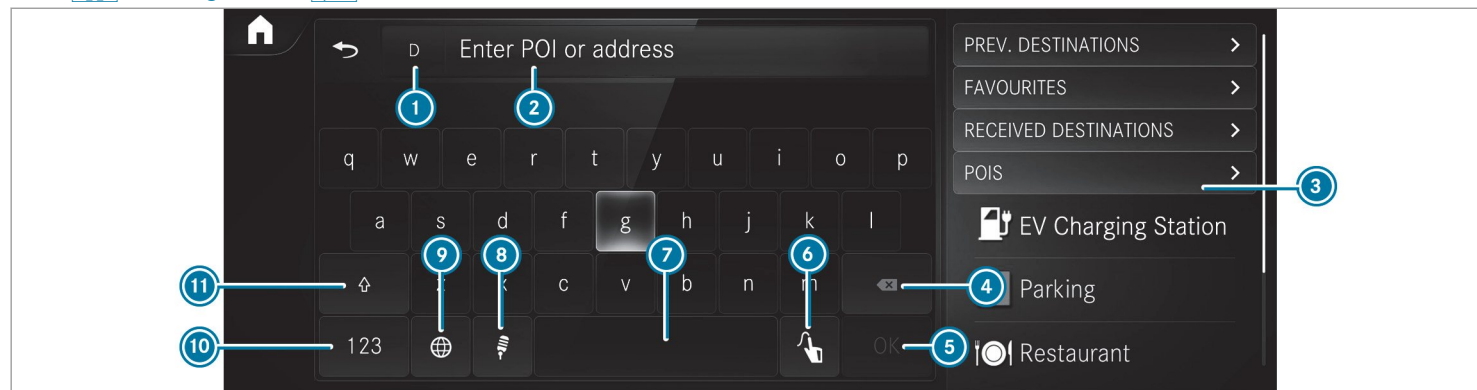 D Enter POI or address
1 2
q w e r t y u i o p
a s d f g h j k l
9 8 7 6
11 z x c v b n m 4
10 123 OK 5
PREV. DESTINATIONS
FAVOURITES
RECEIVED DESTINATIONS
POIS
3
EV Charging Station
Parking
Restaurant